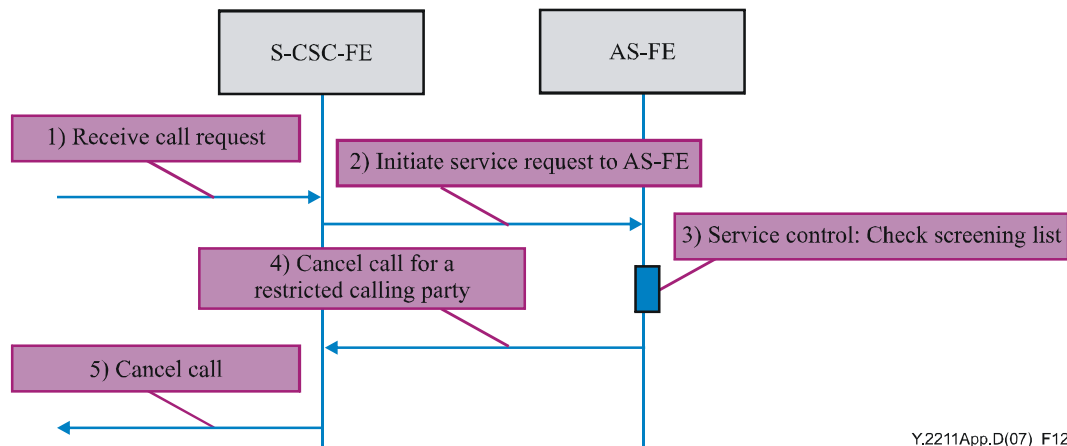 S-CSC-FE
AS-FE
1) Receive call request
2) Initiate service request to AS-FE
3) Service control: Check screening list
4) Cancel call for a
restricted calling party
5) Cancel call
Y.2211App.D(07)_F12